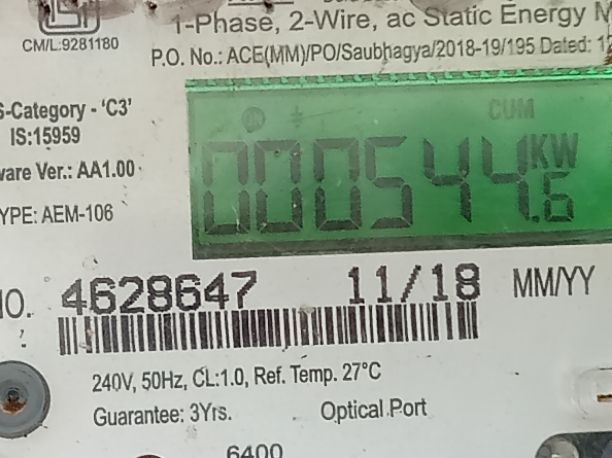 CM/L:9281180
1-Phase, 2-Wire, ac Static Energy
P.O. No.: ACE(MM)/PO/Saubhagya/2018-19/195 Dated:
S-Category - 'C3'
IS:15959
ware Ver.: AA1.00
YPE: AEM-106
CUM
000544.6 KW
NO. 4628647 11/18 MM/YY
240V, 50Hz, CL:1.0, Ref. Temp. 27°C
Guarantee: 3Yrs. Optical Port
6400